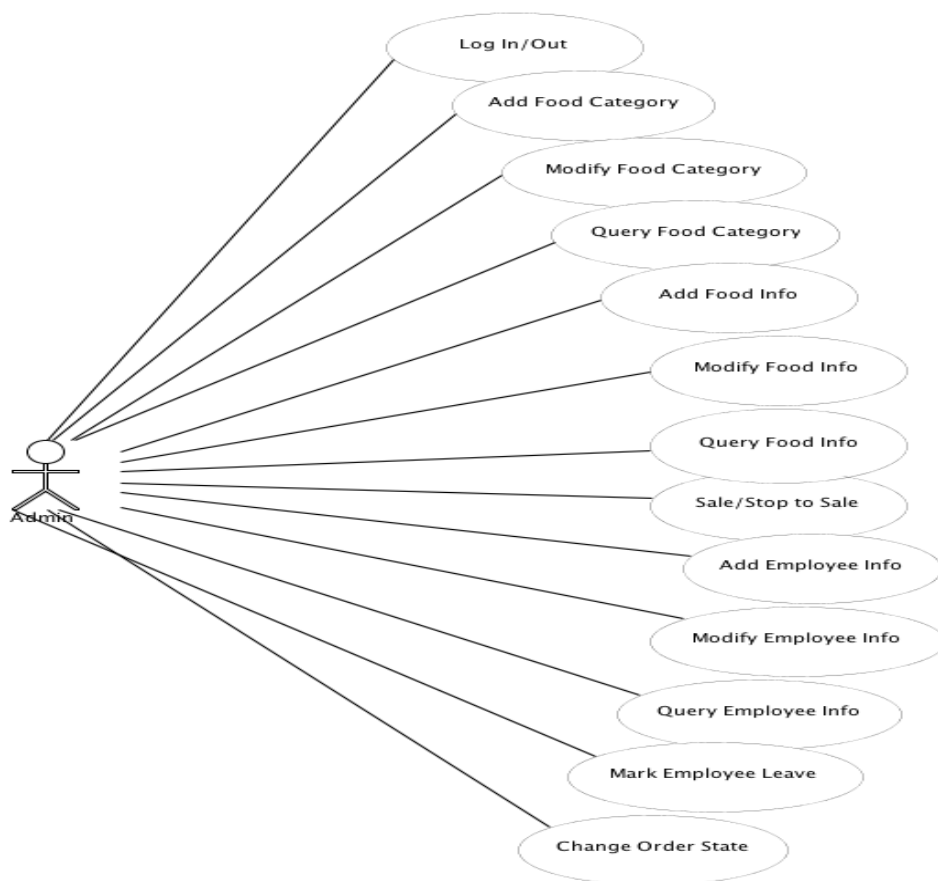 Log In/Out
Add Food Category
Modify Food Category
Query Food Category
Add Food Info
Modify Food Info
Query Food Info
Sale/Stop to Sale
Admin
Add Employee Info
Modify Employee Info
Query Employee Info
Mark Employee Leave
Change Order State